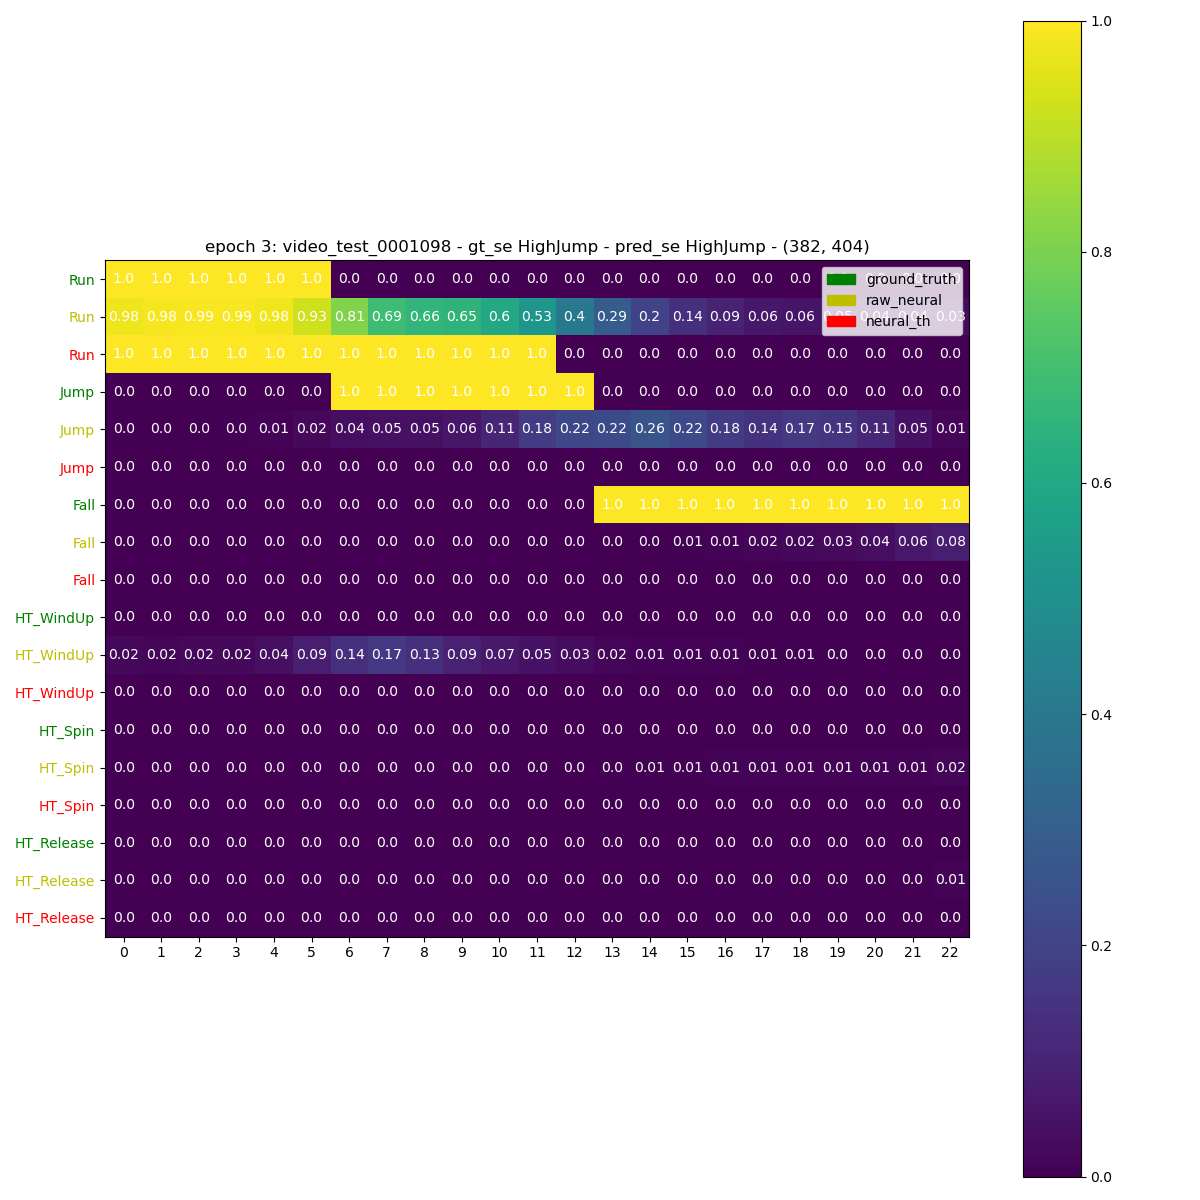 epoch 3: video_test_0001098 - gt_se HighJump - pred_se HighJump - (382, 404)
Run 1.0 1.0 1.0 1.0 1.0 1.0 0.0 0.0 0.0 0.0 0.0 0.0 0.0 0.0 0.0 0.0 0.0 0.0 0.0
Run 0.98 0.98 0.99 0.99 0.98 0.93 0.81 0.69 0.66 0.65 0.6 0.53 0.4 0.29 0.2 0.14 0.09 0.06 0.06 0.05 0.04 0.04 0.03
Run 1.0 1.0 1.0 1.0 1.0 1.0 1.0 1.0 1.0 1.0 1.0 1.0 0.0 0.0 0.0 0.0 0.0 0.0 0.0 0.0 0.0 0.0 0.0
Jump 0.0 0.0 0.0 0.0 0.0 0.0 1.0 1.0 1.0 1.0 1.0 1.0 1.0 0.0 0.0 0.0 0.0 0.0 0.0 0.0 0.0 0.0 0.0
Jump 0.0 0.0 0.0 0.0 0.01 0.02 0.04 0.05 0.05 0.06 0.11 0.18 0.22 0.22 0.26 0.22 0.18 0.14 0.17 0.15 0.11 0.05 0.01
Jump 0.0 0.0 0.0 0.0 0.0 0.0 0.0 0.0 0.0 0.0 0.0 0.0 0.0 0.0 0.0 0.0 0.0 0.0 0.0 0.0 0.0 0.0 0.0
Fall 0.0 0.0 0.0 0.0 0.0 0.0 0.0 0.0 0.0 0.0 0.0 0.0 0.0 1.0 1.0 1.0 1.0 1.0 1.0 1.0 1.0 1.0 1.0
Fall 0.0 0.0 0.0 0.0 0.0 0.0 0.0 0.0 0.0 0.0 0.0 0.0 0.0 0.0 0.0 0.01 0.01 0.02 0.02 0.03 0.04 0.06 0.08
Fall 0.0 0.0 0.0 0.0 0.0 0.0 0.0 0.0 0.0 0.0 0.0 0.0 0.0 0.0 0.0 0.0 0.0 0.0 0.0 0.0 0.0 0.0 0.0
HT_WindUp 0.0 0.0 0.0 0.0 0.0 0.0 0.0 0.0 0.0 0.0 0.0 0.0 0.0 0.0 0.0 0.0 0.0 0.0 0.0 0.0 0.0 0.0 0.0
HT_WindUp 0.02 0.02 0.02 0.02 0.04 0.09 0.14 0.17 0.13 0.09 0.07 0.05 0.03 0.02 0.01 0.01 0.01 0.01 0.01 0.0 0.0 0.0 0.0
HT_WindUp 0.0 0.0 0.0 0.0 0.0 0.0 0.0 0.0 0.0 0.0 0.0 0.0 0.0 0.0 0.0 0.0 0.0 0.0 0.0 0.0 0.0 0.0 0.0
HT_Spin 0.0 0.0 0.0 0.0 0.0 0.0 0.0 0.0 0.0 0.0 0.0 0.0 0.0 0.0 0.0 0.0 0.0 0.0 0.0 0.0 0.0 0.0 0.0
HT_Spin 0.0 0.0 0.0 0.0 0.0 0.0 0.0 0.0 0.0 0.0 0.0 0.0 0.0 0.0 0.01 0.01 0.01 0.01 0.01 0.01 0.01 0.01 0.02
HT_Spin 0.0 0.0 0.0 0.0 0.0 0.0 0.0 0.0 0.0 0.0 0.0 0.0 0.0 0.0 0.0 0.0 0.0 0.0 0.0 0.0 0.0 0.0 0.0
HT_Release 0.0 0.0 0.0 0.0 0.0 0.0 0.0 0.0 0.0 0.0 0.0 0.0 0.0 0.0 0.0 0.0 0.0 0.0 0.0 0.0 0.0 0.0 0.0
HT_Release 0.0 0.0 0.0 0.0 0.0 0.0 0.0 0.0 0.0 0.0 0.0 0.0 0.0 0.0 0.0 0.0 0.0 0.0 0.0 0.0 0.0 0.0 0.01
HT_Release 0.0 0.0 0.0 0.0 0.0 0.0 0.0 0.0 0.0 0.0 0.0 0.0 0.0 0.0 0.0 0.0 0.0 0.0 0.0 0.0 0.0 0.0 0.0
0 1 2 3 4 5 6 7 8 9 10 11 12 13 14 15 16 17 18 19 20 21 22
ground_truth
raw_neural
neural_th
1.0
0.8
0.6
0.4
0.2
0.0